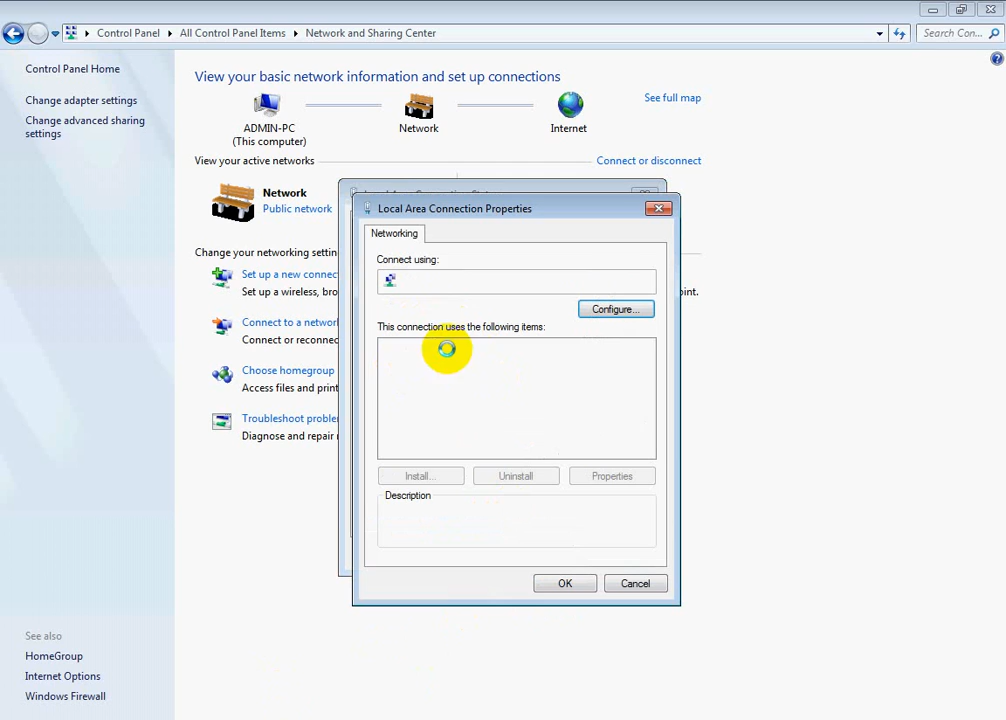 Control Panel
All Control Panel Items
Network and Sharing Center
Search Con...
Control Panel Home
Change adapter settings
Change advanced sharing
settings
View your basic network information and set up connections
See full map
ADMIN-PC
(This computer)
Network
Internet
View your active networks
Connect or disconnect
Network
Public network
Local Area Connection Properties
Networking
Connect using:
Configure...
This connection uses the following items:
Install...
Uninstall
Properties
Description
OK
Cancel
Change your networking settin
Set up a new connec
Set up a wireless, bro
oint.
Connect to a networ
Connect or reconnec
Choose homegroup
Access files and print
Troubleshoot proble
Diagnose and repair
See also
HomeGroup
Internet Options
Windows Firewall